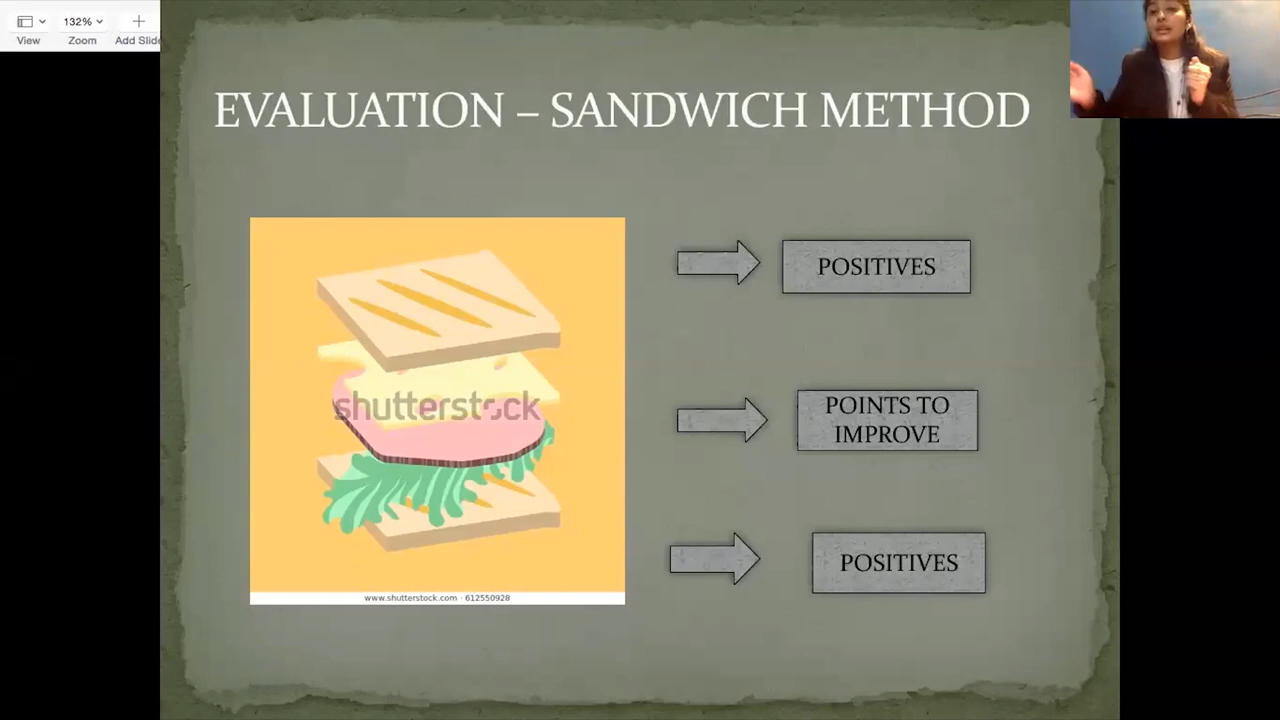 132%
View
Zoom
Add Slide
EVALUATION – SANDWICH METHOD
POSITIVES
shutterstock
POINTS TO
IMPROVE
POSITIVES
www.shutterstock.com · 612550928